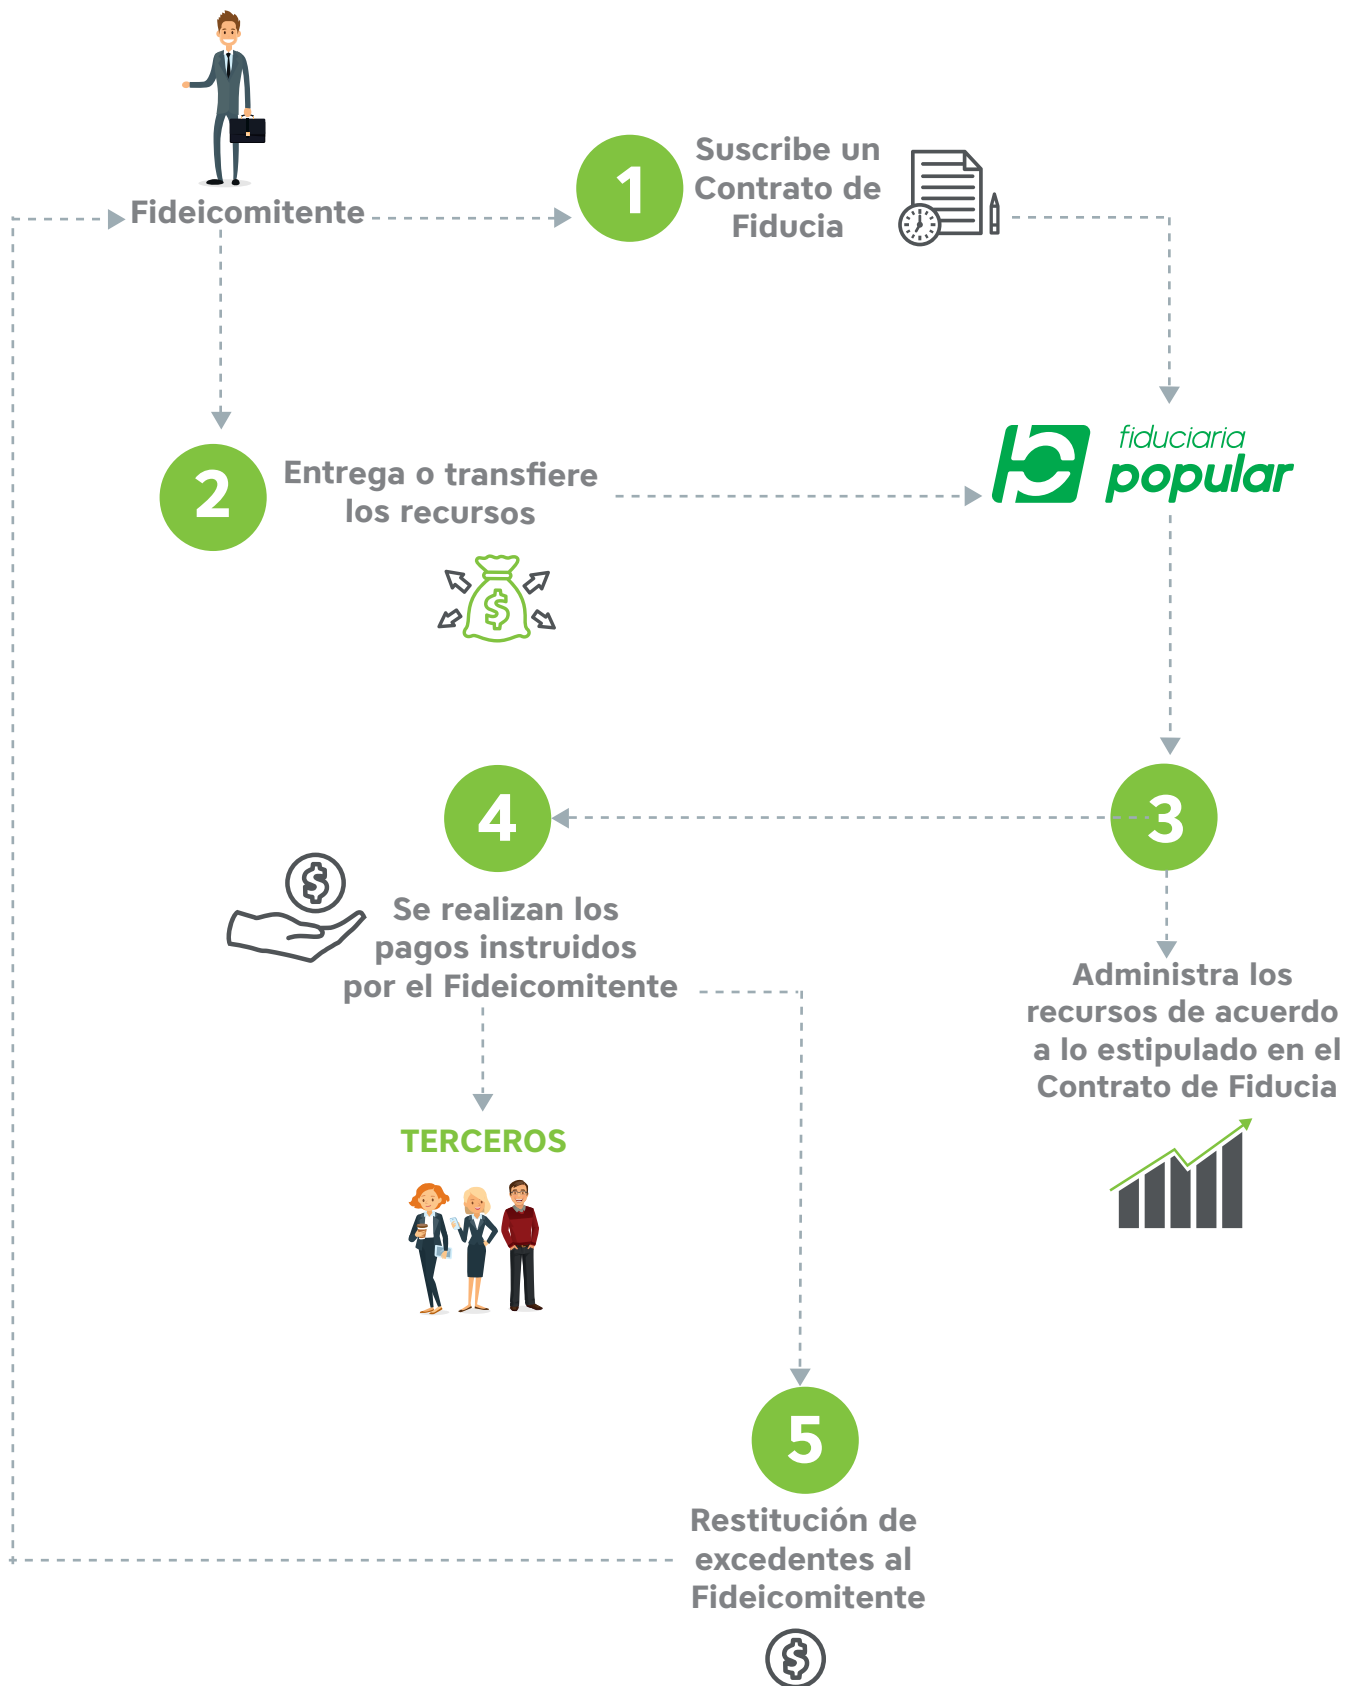 Fideicomitente
1
Suscribe un
Contrato de
Fiducia
2
Entrega o transfiere
los recursos
$
fiduciaria
popular
3
Administra los
recursos de acuerdo
a lo estipulado en el
Contrato de Fiducia
4
$
Se realizan los
pagos instruidos
por el Fideicomitente
TERCEROS
5
Restitución de
excedentes al
Fideicomitente
$